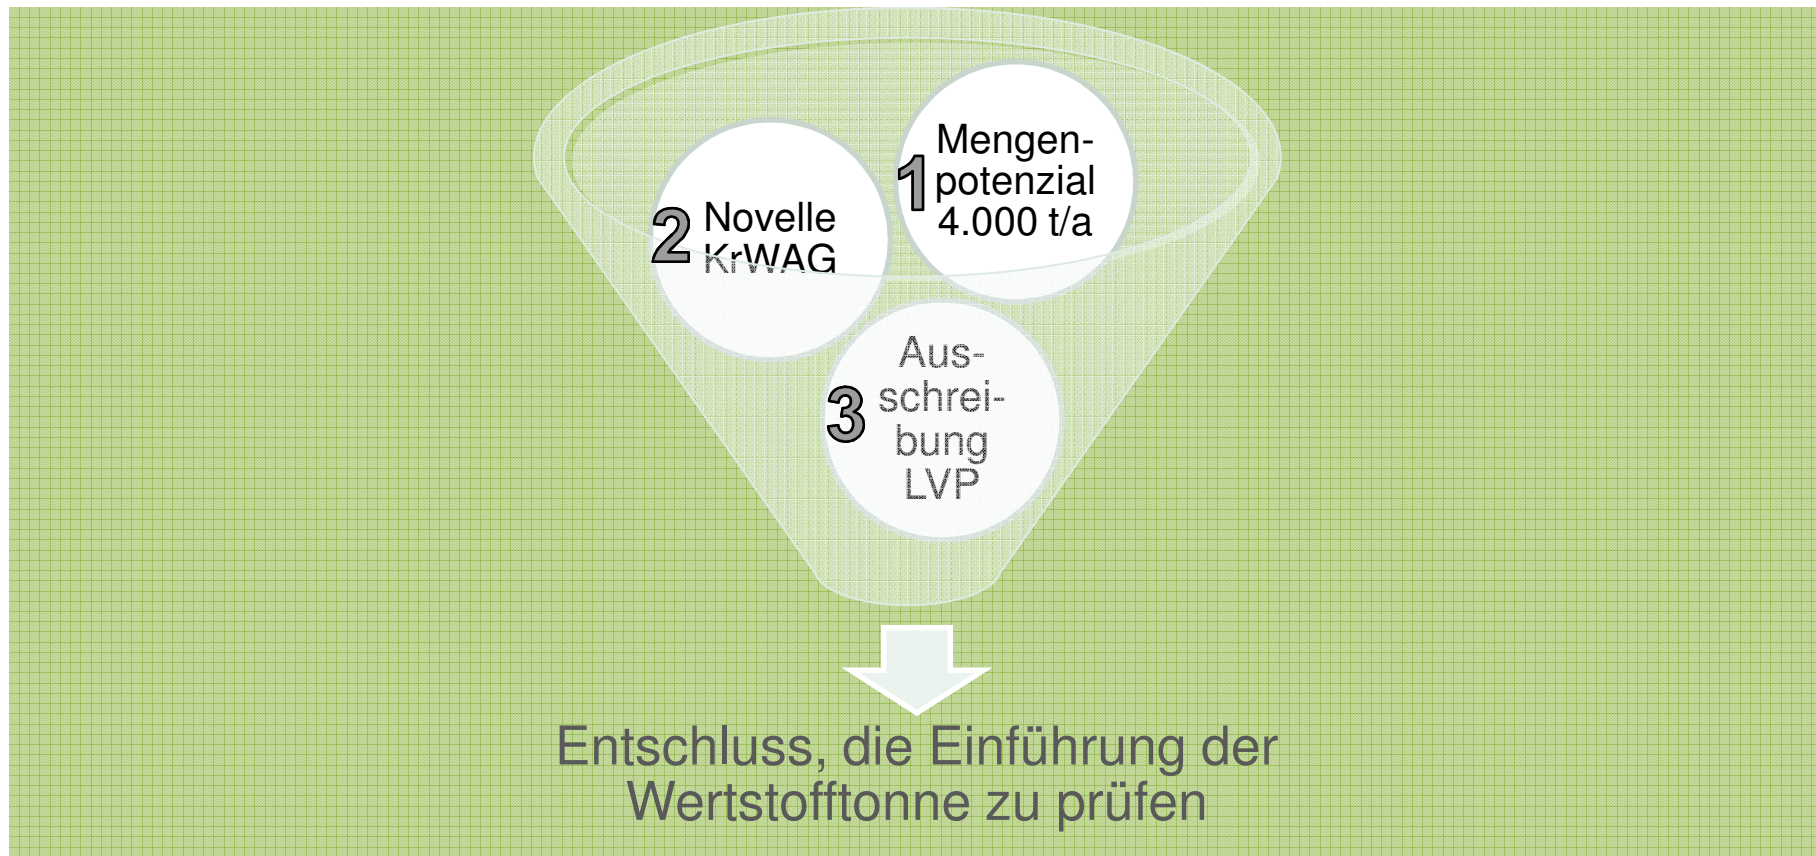 1
Mengen-
potenzial
4.000 t/a
2
Novelle
KrWAG
3
Aus-
schrei-
bung
LVP
Entschluss, die Einführung der
Wertstofftonne zu prüfen